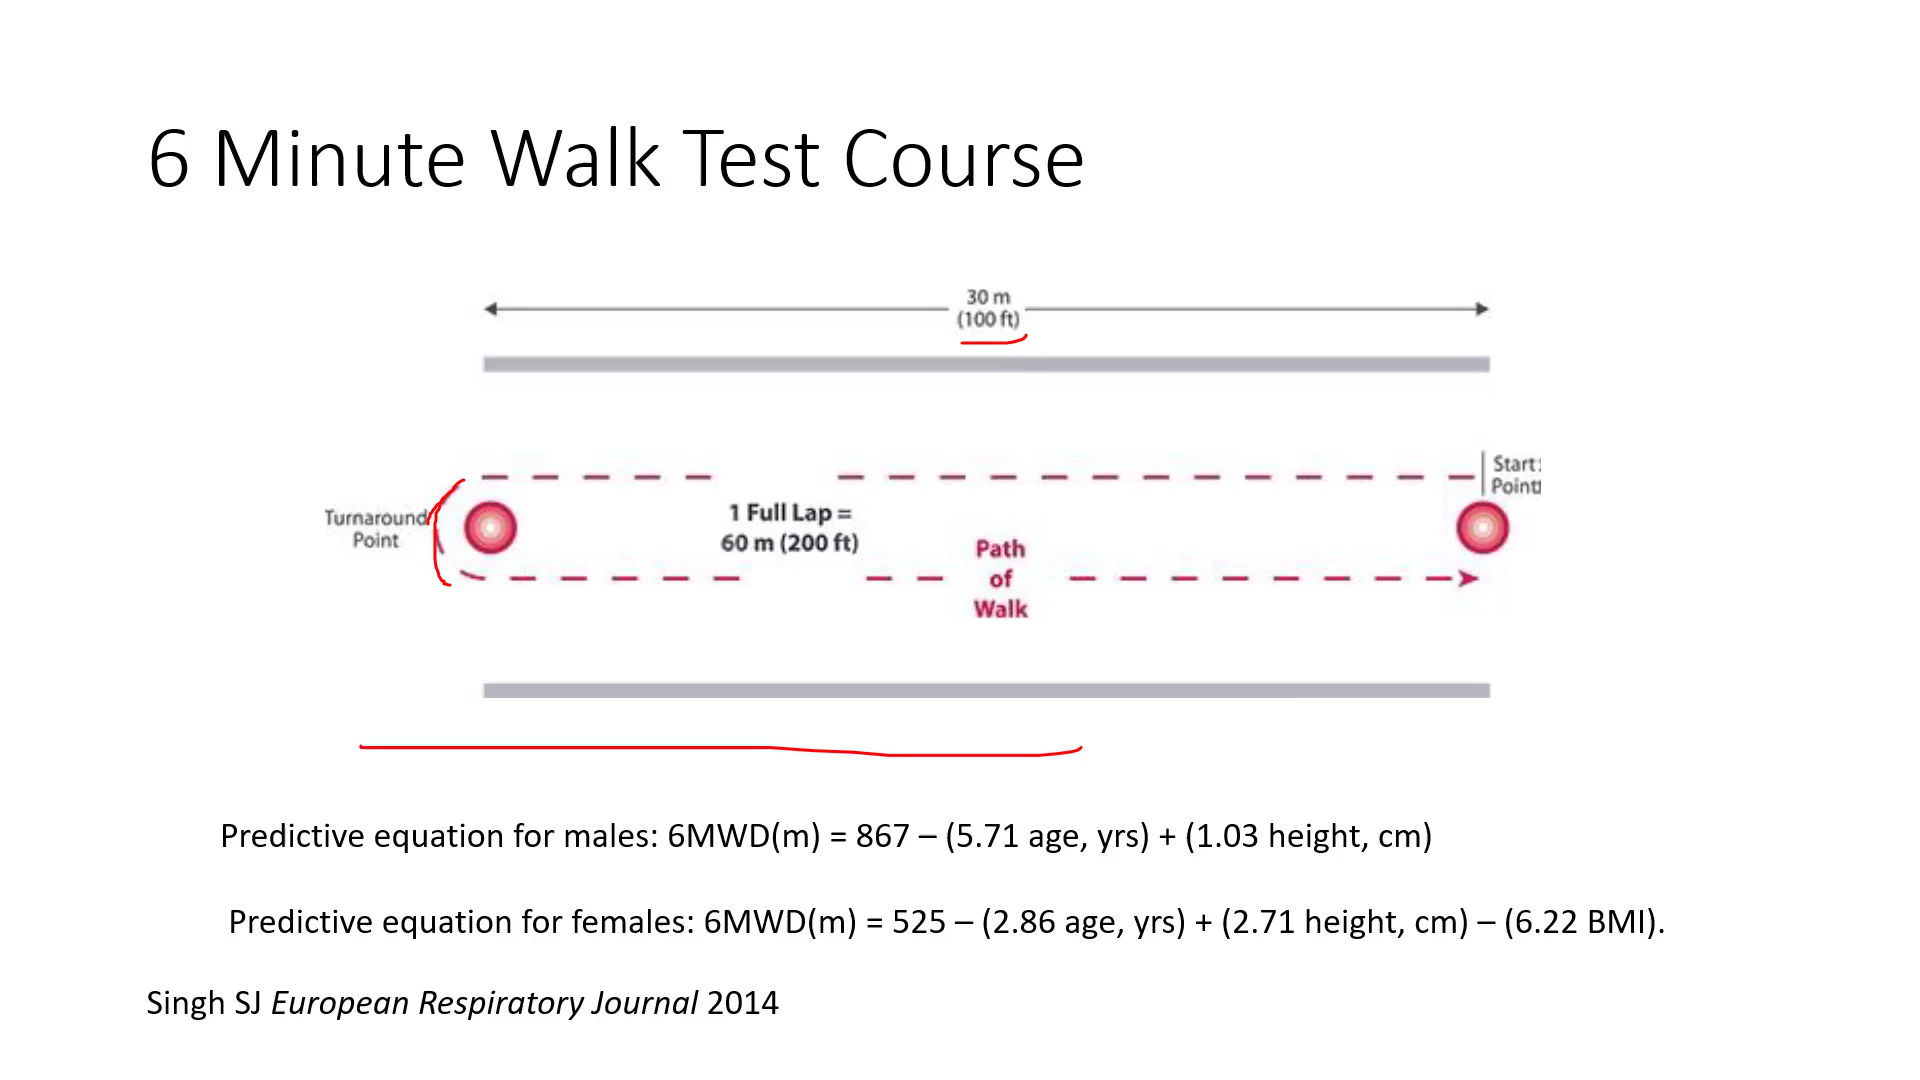 6 Minute Walk Test Course
30 m
(100 ft)
Start
Point
Turnaround
Point
1 Full Lap =
60 m (200 ft)
Path
of
Walk
Predictive equation for males: 6MWD(m) = 867 – (5.71 age, yrs) + (1.03 height, cm)
Predictive equation for females: 6MWD(m) = 525 – (2.86 age, yrs) + (2.71 height, cm) – (6.22 BMI).
Singh SJ European Respiratory Journal 2014